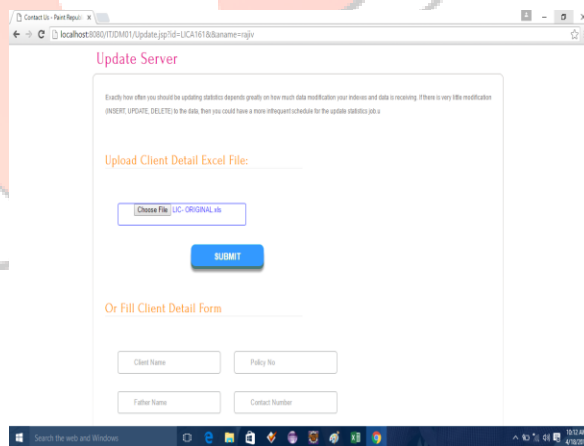 Contact Us - Paint Republ
localhost:8080/ITJDM01/Update.jsp?id=LICA161&&aname=rajiv
Update Server
Exactly how often you should be updating statistics depends greatly on how much data modification your indexes and data is receiving. If there is very little modification
(INSERT, UPDATE, DELETE) to the data, then you could have a more infrequent schedule for the update statistics job.u
Upload Client Detail Excel File:
Choose File LIC- ORIGINAL.xls
SUBMIT
Or Fill Client Detail Form
Client Name
Policy No
Father Name
Contact Number
Search the web and Windows